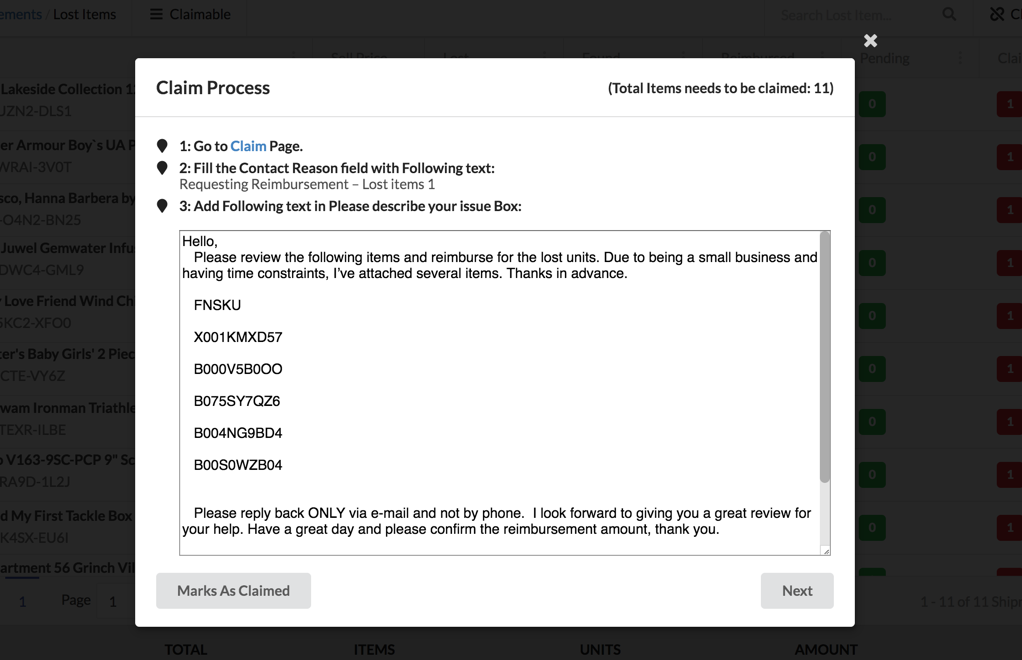 ements / Lost Items
Claimable
Search Lost Item...
Cl
Sell Price
Lost
Found
Reimbursed
Pending
Clai
Claim Process
(Total Items needs to be claimed: 11)
1: Go to Claim Page.
2: Fill the Contact Reason field with Following text:
Requesting Reimbursement – Lost items 1
3: Add Following text in Please describe your issue Box:
Hello,
Please review the following items and reimburse for the lost units. Due to being a small business and
having time constraints, I've attached several items. Thanks in advance.
FNSKU
X001KMXD57
B000V5B0OO
B075SY7QZ6
B004NG9BD4
B00S0WZB04
Please reply back ONLY via e-mail and not by phone.  I look forward to giving you a great review for
your help. Have a great day and please confirm the reimbursement amount, thank you.
Marks As Claimed
Next
Lakeside Collection 1
JZN2-DLS1
0
1
er Armour Boy`s UA P
WRAI-3V0T
0
1
sco, Hanna Barbera by
-O4N2-BN25
0
1
Juwel Gemwater Infu
DWC4-GML9
0
1
y Love Friend Wind Ch
5KC2-XFO0
0
1
ter's Baby Girls' 2 Piec
CTE-VY6Z
0
1
wam Ironman Triathle
TEXR-ILBE
0
1
o V163-9SC-PCP 9" Sc
RA9D-1L2J
0
1
d My First Tackle Box
K4SX-EU6I
0
1
artment 56 Grinch Vil
1
Page
1
1 - 11 of 11 Shipm
TOTAL
ITEMS
UNITS
AMOUNT